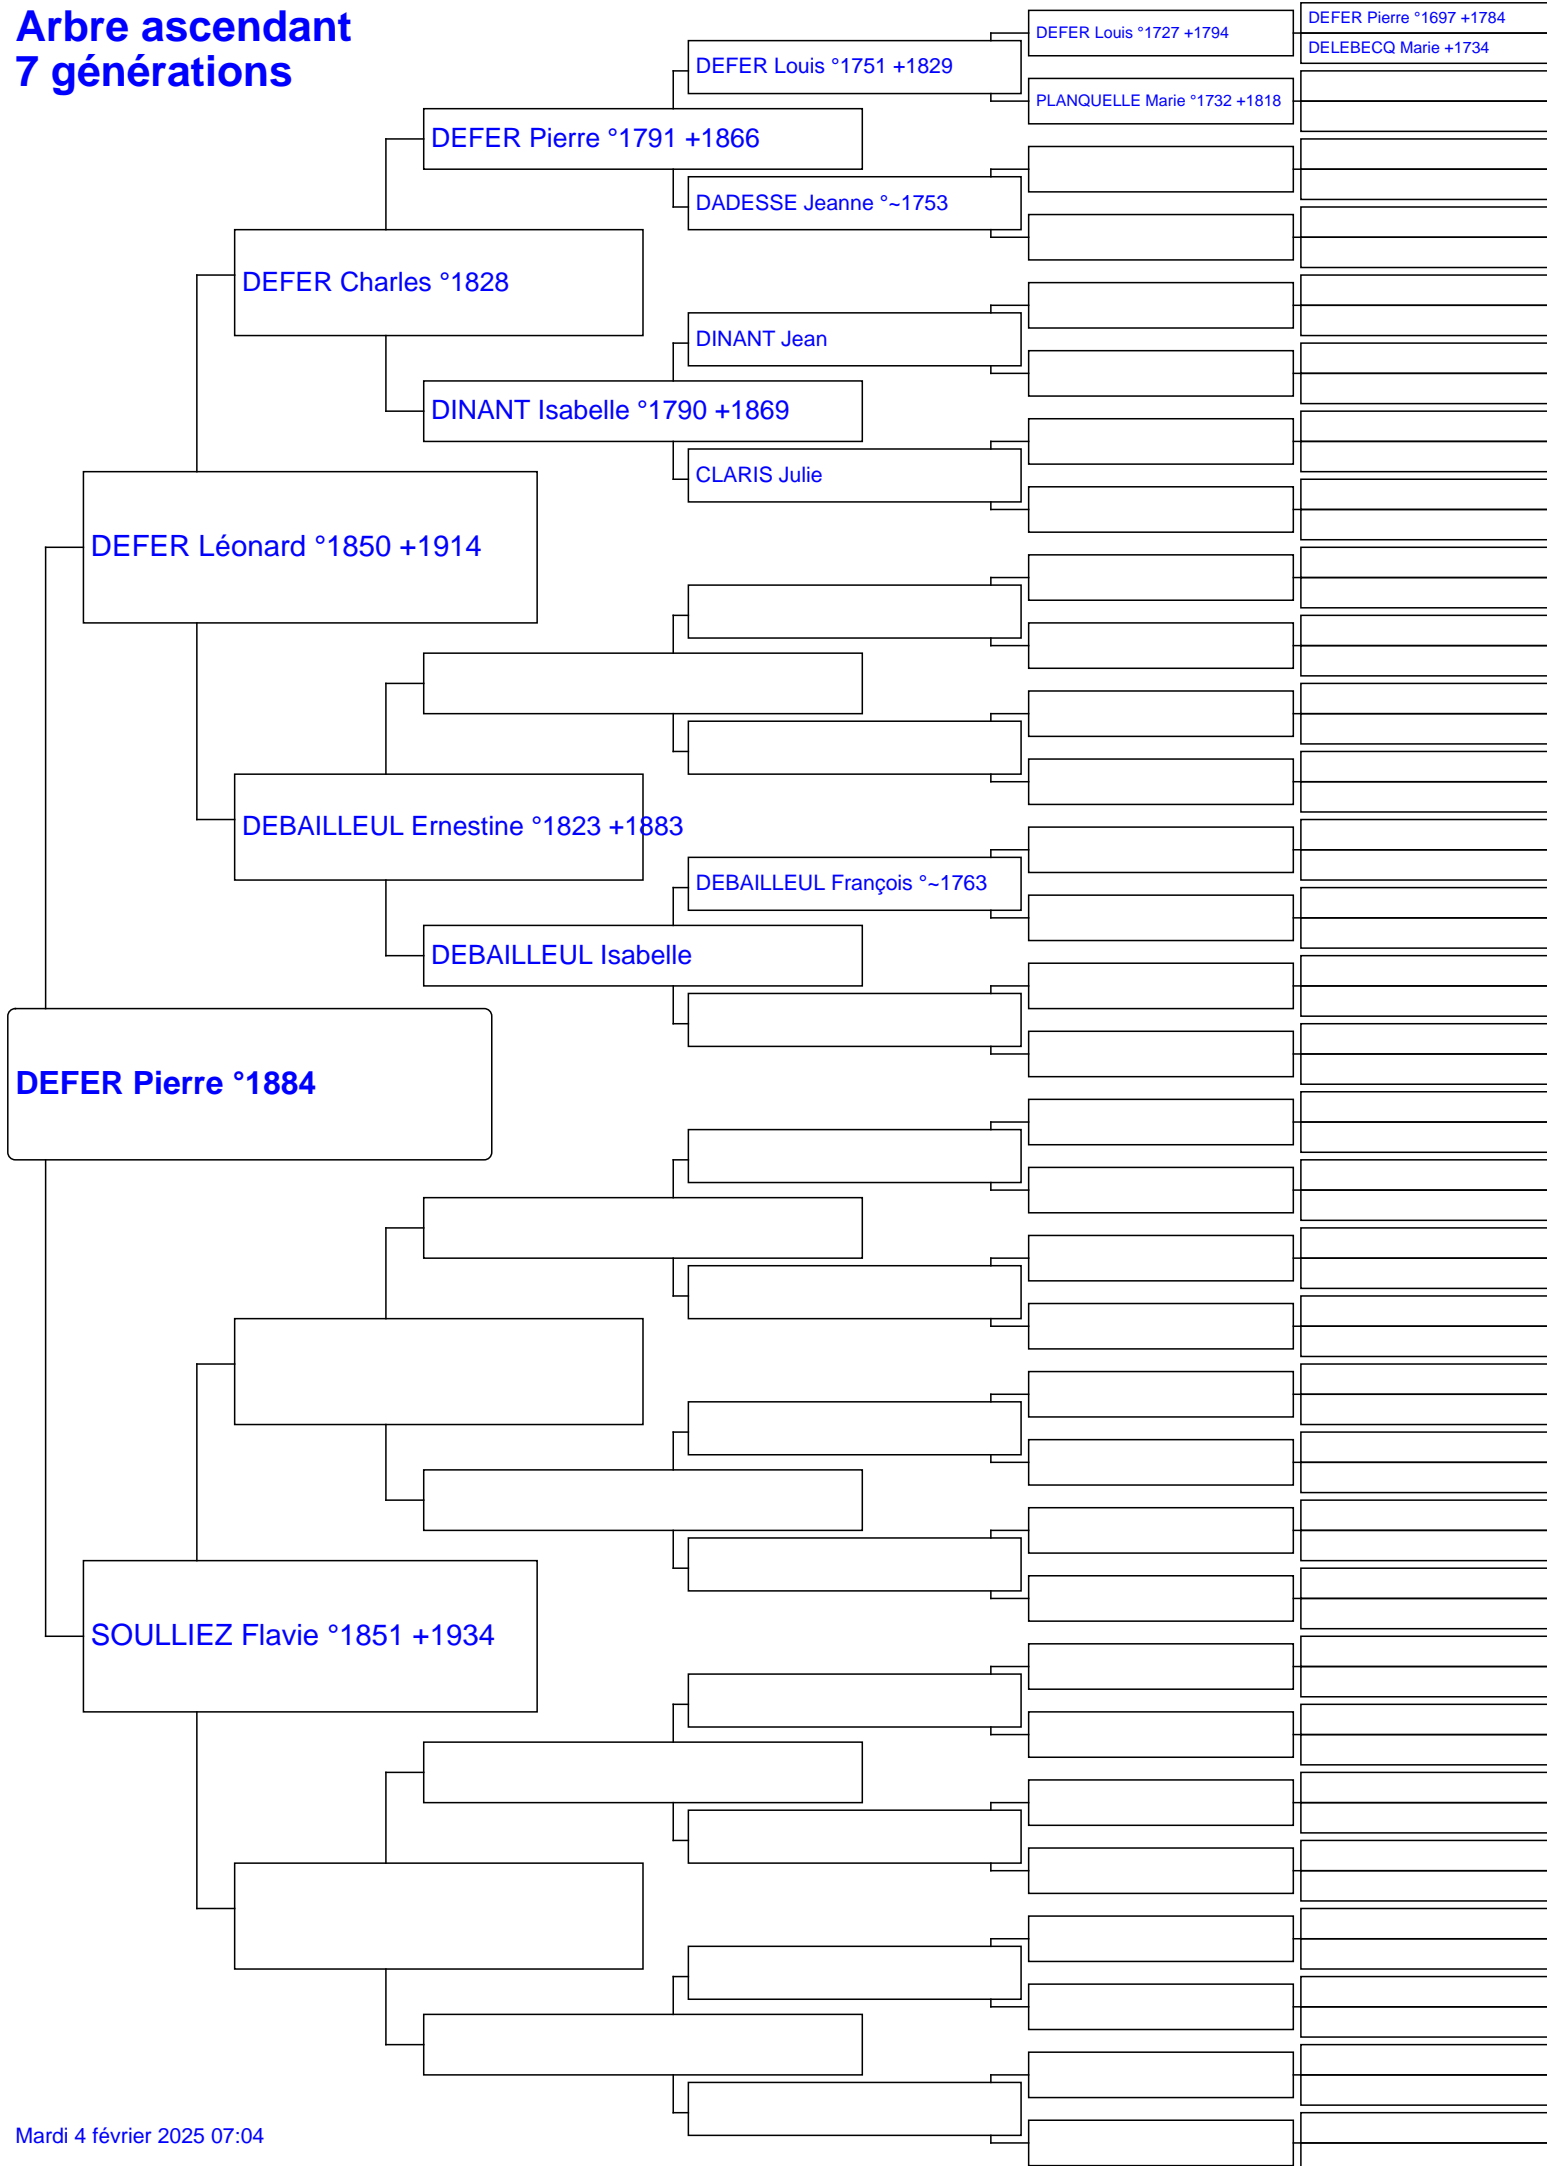 Arbre ascendant
7 générations
DEFER Pierre °1697 +1784
DEFER Louis °1727 +1794
DELEBECQ Marie +1734
DEFER Louis °1751 +1829
PLANQUELLE Marie °1732 +1818
DEFER Pierre °1791 +1866
DADESSE Jeanne °~1753
DEFER Charles °1828
DINANT Jean
DINANT Isabelle °1790 +1869
CLARIS Julie
DEFER Léonard °1850 +1914
DEBAILLEUL Ernestine °1823 +1883
DEBAILLEUL François °~1763
DEBAILLEUL Isabelle
DEFER Pierre °1884
SOULLIEZ Flavie °1851 +1934
Mardi 4 février 2025 07:04